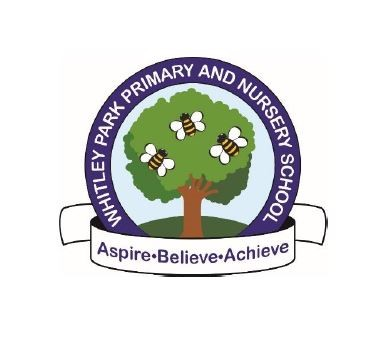 WHITLEY PARK PRIMARY AND NURSERY SCHOOL
Aspire•Believe•Achieve